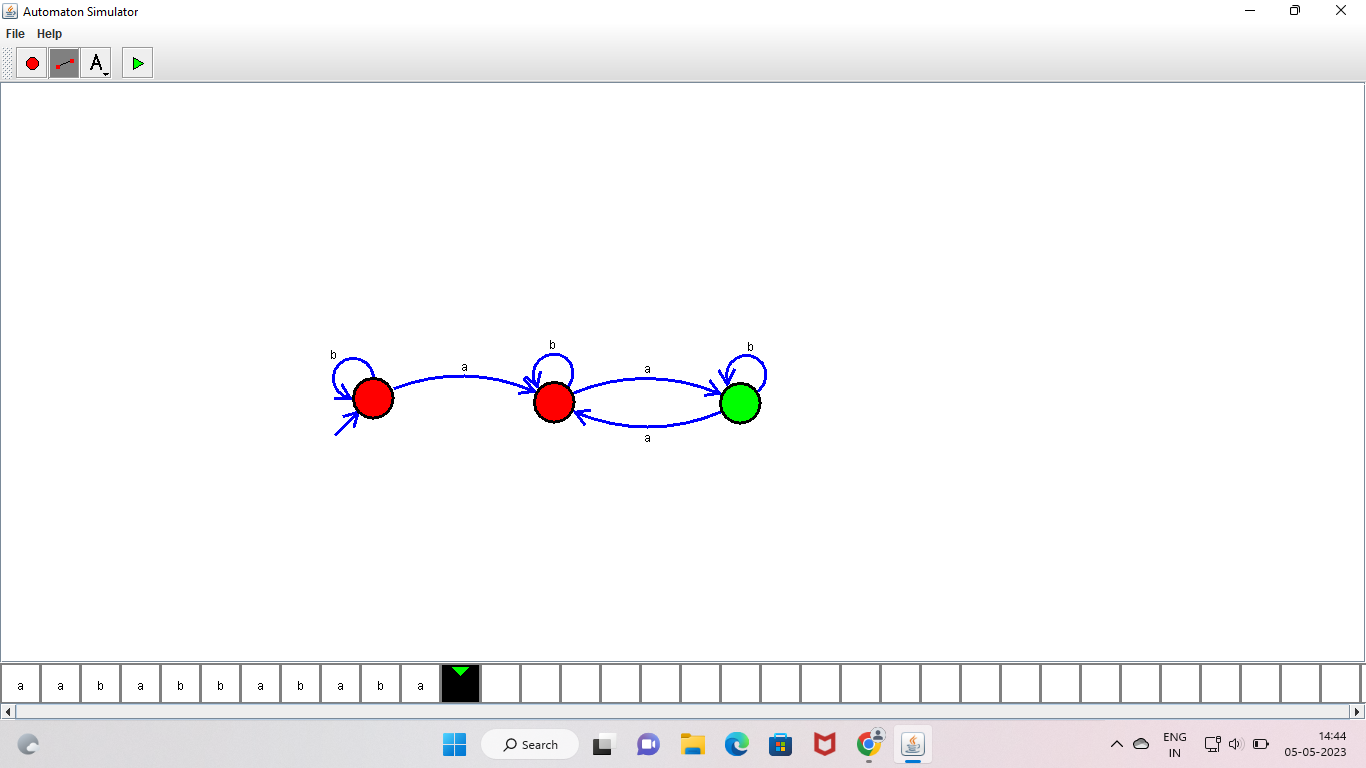 Automaton Simulator
File Help
A
b
b
b
a
a
a
a a b a b b a b a b a
Search
ENG
IN
14:44
05-05-2023